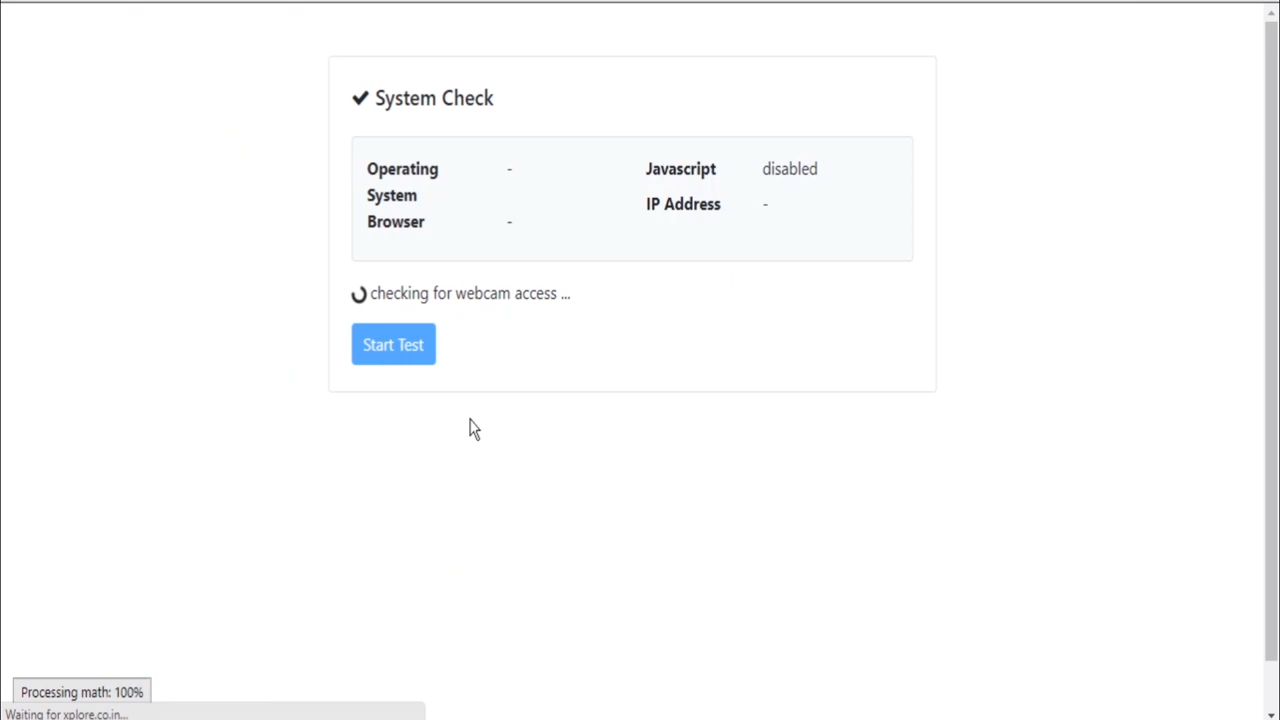 System Check
Operating System -
Browser -
Javascript disabled
IP Address -
checking for webcam access ...
Start Test
Processing math: 100%
Waiting for xplore.co.in...